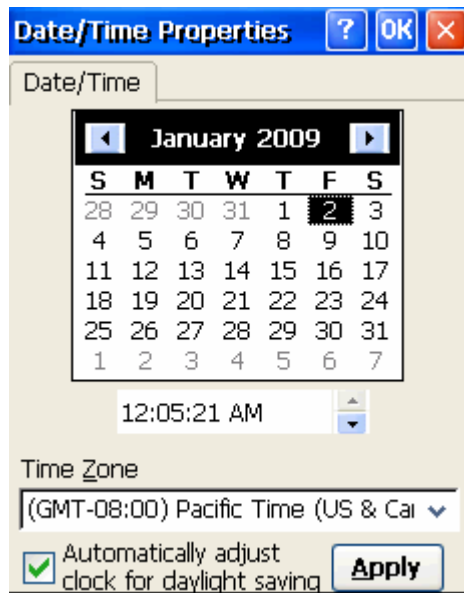 Date/Time Properties ? OK
Date/Time
January 2009
S M T W T F S
28 29 30 31 1 2 3
4 5 6 7 8 9 10
11 12 13 14 15 16 17
18 19 20 21 22 23 24
25 26 27 28 29 30 31
1 2 3 4 5 6 7
12:05:21 AM
Time Zone
(GMT-08:00) Pacific Time (US &
Automatically adjust
clock for daylight saving
Apply